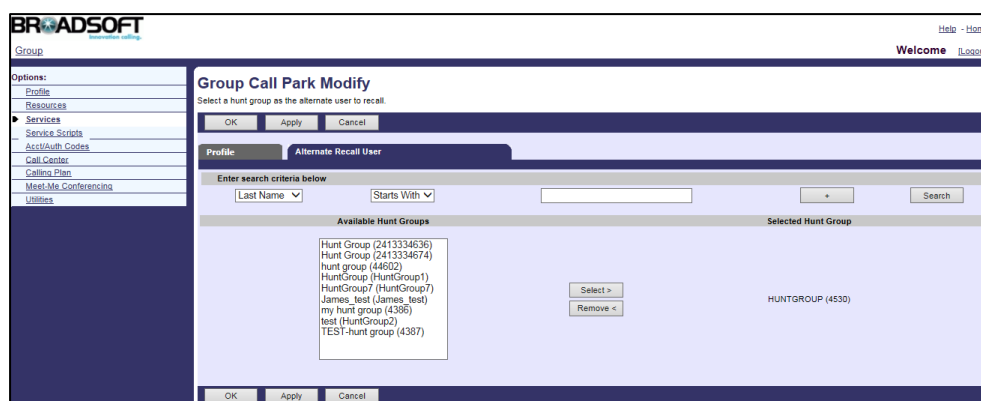 BROADSOFT
innovation calling.
Help - Hom
Group
Welcome [Logou
Options:
Profile
Resources
Services
Service Scripts
Acct/Auth Codes
Call Center
Calling Plan
Meet-Me Conferencing
Utilities
Group Call Park Modify
Select a hunt group as the alternate user to recall.
OK Apply Cancel
Profile Alternate Recall User
Enter search criteria below
Last Name Starts With + Search
Available Hunt Groups Selected Hunt Group
Hunt Group (2413334636)
Hunt Group (2413334674)
hunt group (44602)
HuntGroup (HuntGroup1)
HuntGroup7 (HuntGroup7)
James_test (James_test)
my hunt group (4386)
test (HuntGroup2)
TEST-hunt group (4387)
Select >
Remove <
HUNTGROUP (4530)
OK Apply Cancel